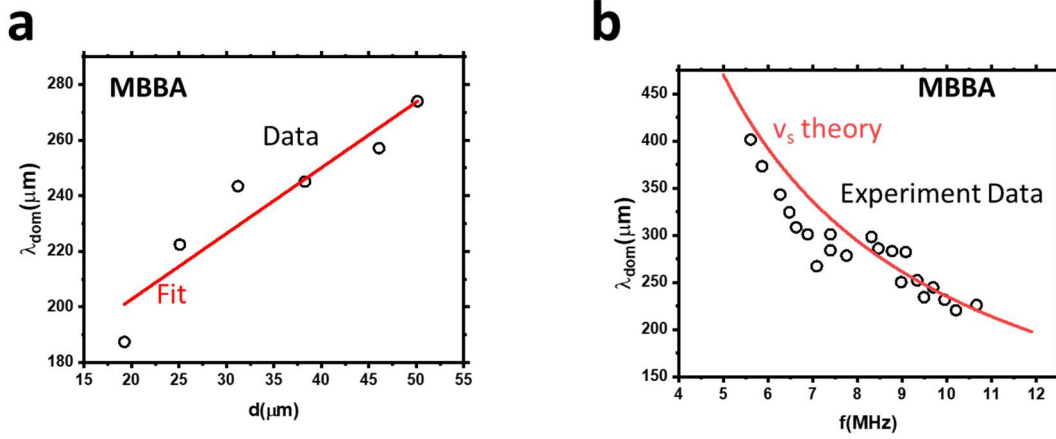 a
MBBA
Data
Fit
λdom(μm)
280
260
240
220
200
180
15 20 25 30 35 40 45 50 55
d(μm)
b
MBBA
vs theory
Experiment Data
λdom(μm)
450
400
350
300
250
200
150
4 5 6 7 8 9 10 11 12
f(MHz)